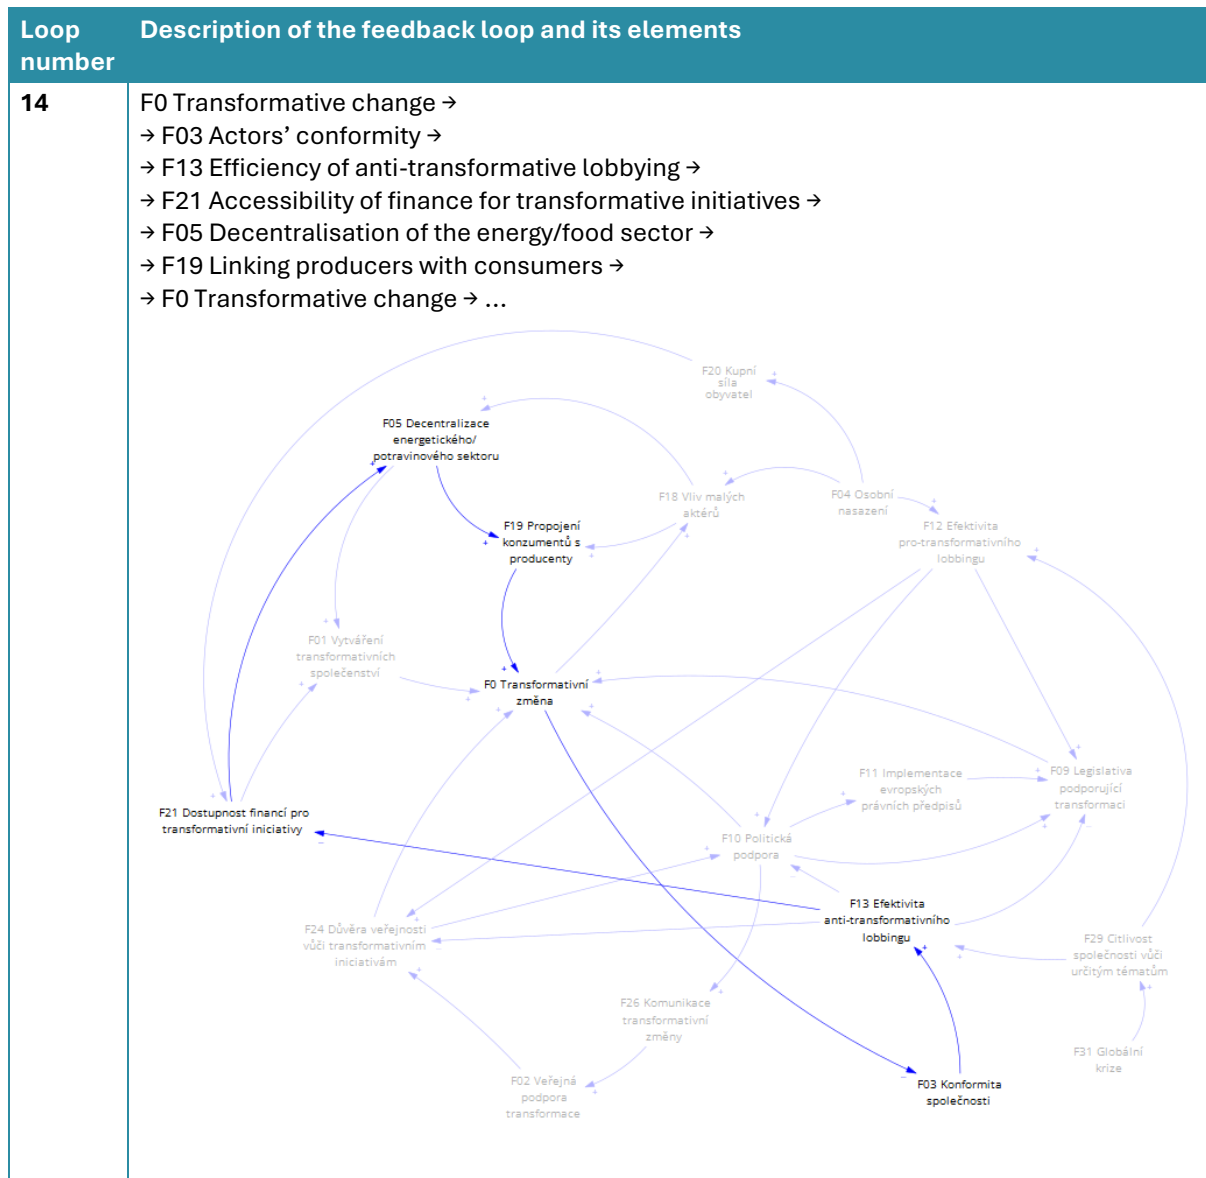 Loop number
Description of the feedback loop and its elements
14
F0 Transformative change →
→ F03 Actors’ conformity →
→ F13 Efficiency of anti-transformative lobbying →
→ F21 Accessibility of finance for transformative initiatives →
→ F05 Decentralisation of the energy/food sector →
→ F19 Linking producers with consumers →
→ F0 Transformative change → ...
F20 Kupní
síla
obyvatel
F05 Decentralizace
energetického/
potravinového sektoru
F18 Vliv malých
aktérů
F04 Osobní
nasazení
F19 Propojení
konzumentů s
producenty
F12 Efektivita
pro-transformativního
lobbingu
F01 Vytváření
transformativních
společenství
F0 Transformativní
změna
F11 Implementace
evropských
právních předpisů
F09 Legislativa
podporující
transformaci
F21 Dostupnost financí pro
transformativní iniciativy
F10 Politická
podpora
F13 Efektivita
anti-transformativního
lobbingu
F24 Důvěra veřejnosti
vůči transformativním
iniciativám
F29 Citlivost
společnosti vůči
určitým tématům
F26 Komunikace
transformativní
změny
F31 Globální
krize
F02 Veřejná
podpora
transformace
F03 Konformita
společnosti